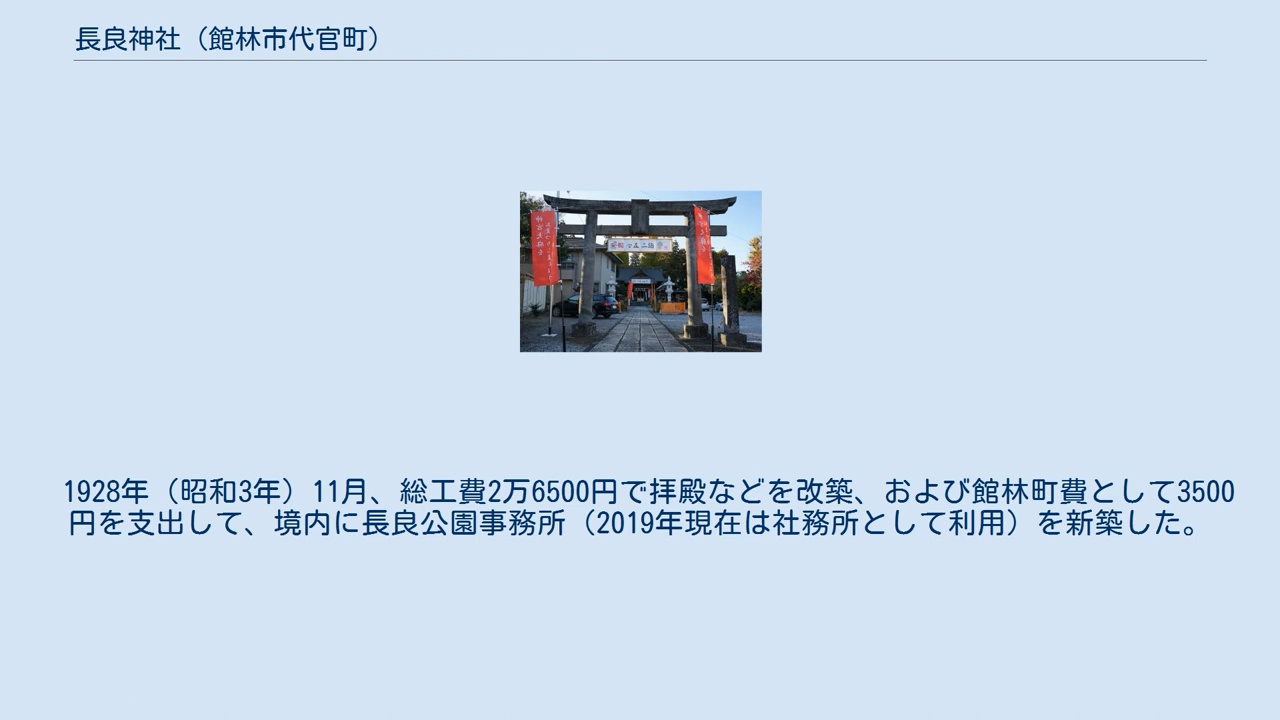 長良神社（館林市代官町）
1928年（昭和3年）11月、総工費2万6500円で拝殿などを改築、および館林町費として3500
円を支出して、境内に長良公園事務所（2019年現在は社務所として利用）を新築した。